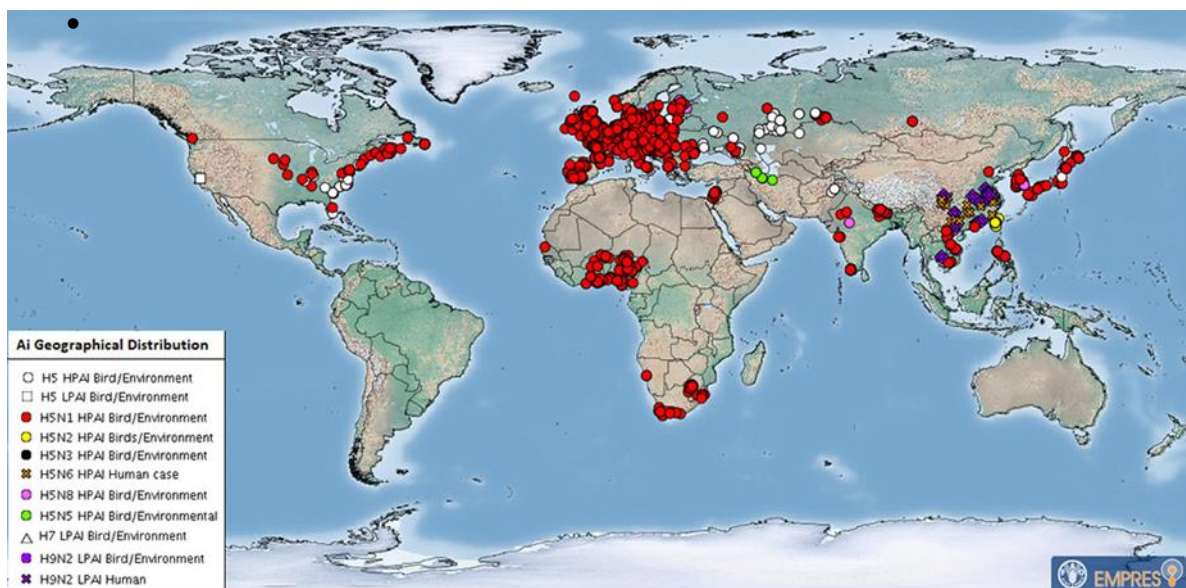 Ai Geographical Distribution
H5 HPAI Bird/Environment
H5 LPAI Bird/Environment
H5N1 HPAI Bird/Environment
H5N2 HPAI Birds/Environment
H5N3 HPAI Bird/Environment
H5N6 HPAI Human case
H5N8 HPAI Bird/Environment
H5N5 HPAI Bird/Environmental
H7 LPAI Bird/Environment
H9N2 LPAI Bird/Environment
H9N2 LPAI Human
EMPRES